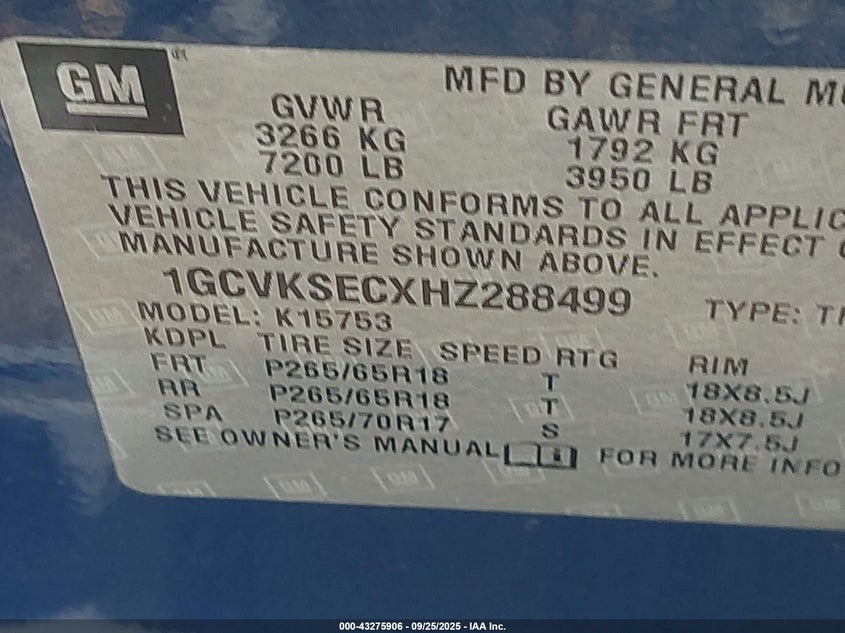 GM
MFD BY GENERAL
GVWR GAWR FRT
3266 KG 1792 KG
7200 LB 3950 LB
THIS VEHICLE CONFORMS TO ALL
VEHICLE SAFETY STANDARDS IN EFFECT
MANUFACTURE SHOWN ABOVE.
1GCVKSECXHZ288499 TYPE:
MODEL: K15753
KDPL TIRE SIZE SPEED RTG RIM
FRT P265/65R18 T 18X8.5J
RR P265/65R18 T 18X8.5J
SPA P265/70R17 S 17X7.5J
SEE OWNER'S MANUAL FOR MORE INFO
000-43275906 - 09/25/2025 - IAA Inc.